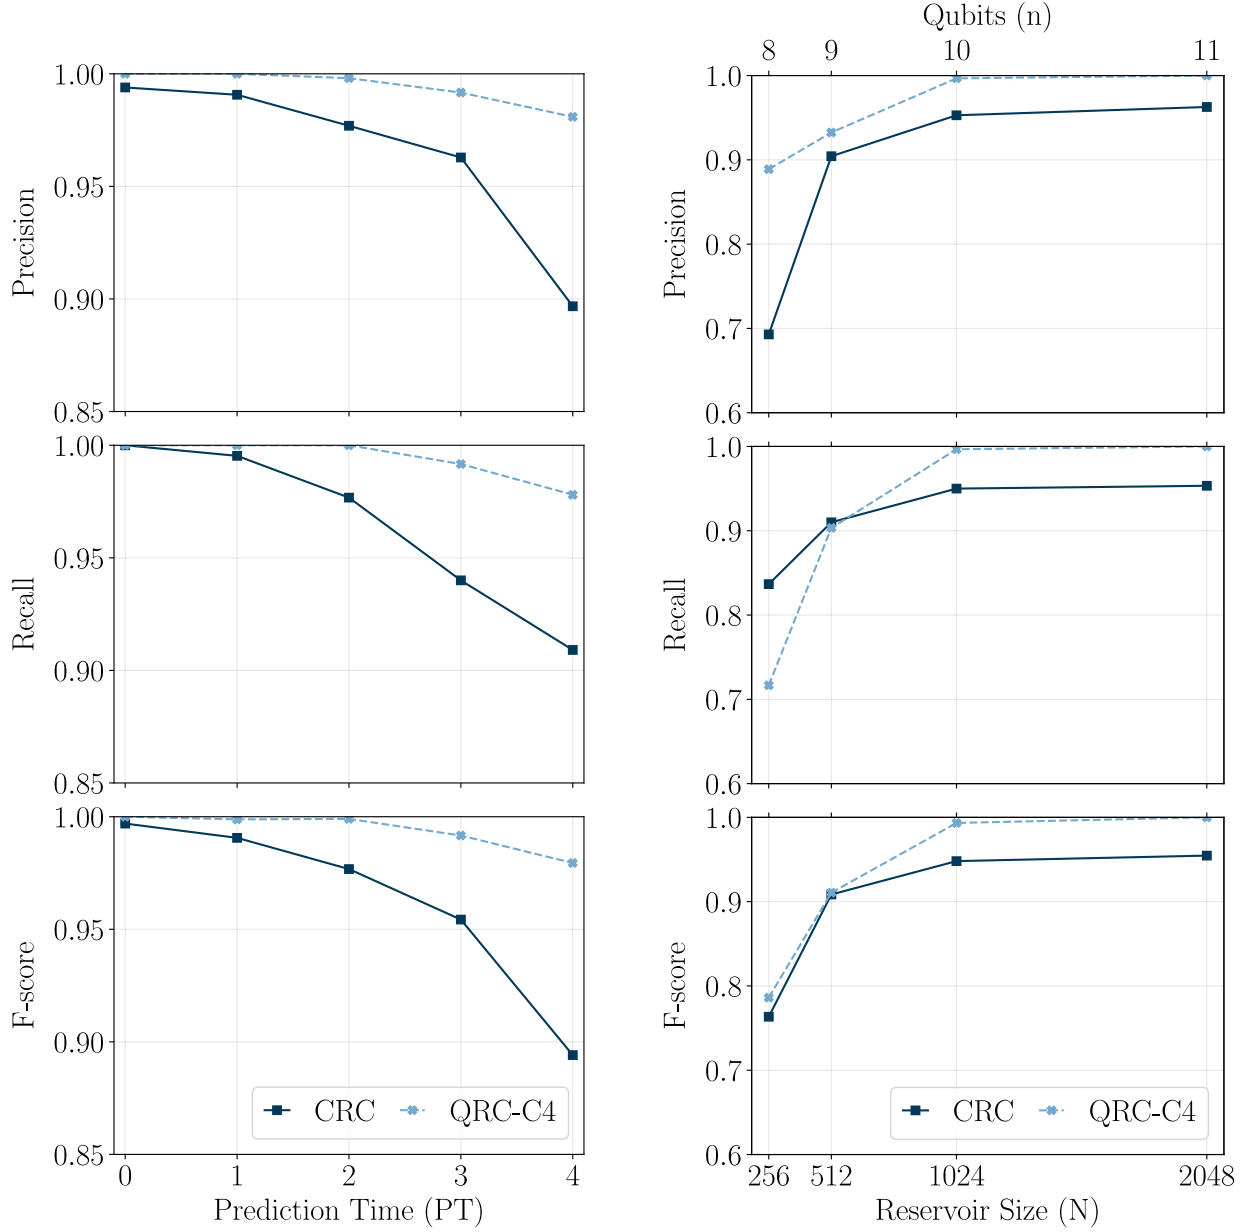 Qubits (n)
8 9 10 11
1.00
0.95
0.90
0.85
Precision
1.0
0.9
0.8
0.7
0.6
Precision
1.00
0.95
0.90
0.85
Recall
1.0
0.9
0.8
0.7
0.6
Recall
1.00
0.95
0.90
0.85
F-score
CRC QRC-C4
0 1 2 3 4
Prediction Time (PT)
1.0
0.9
0.8
0.7
0.6
F-score
CRC QRC-C4
256 512 1024 2048
Reservoir Size (N)